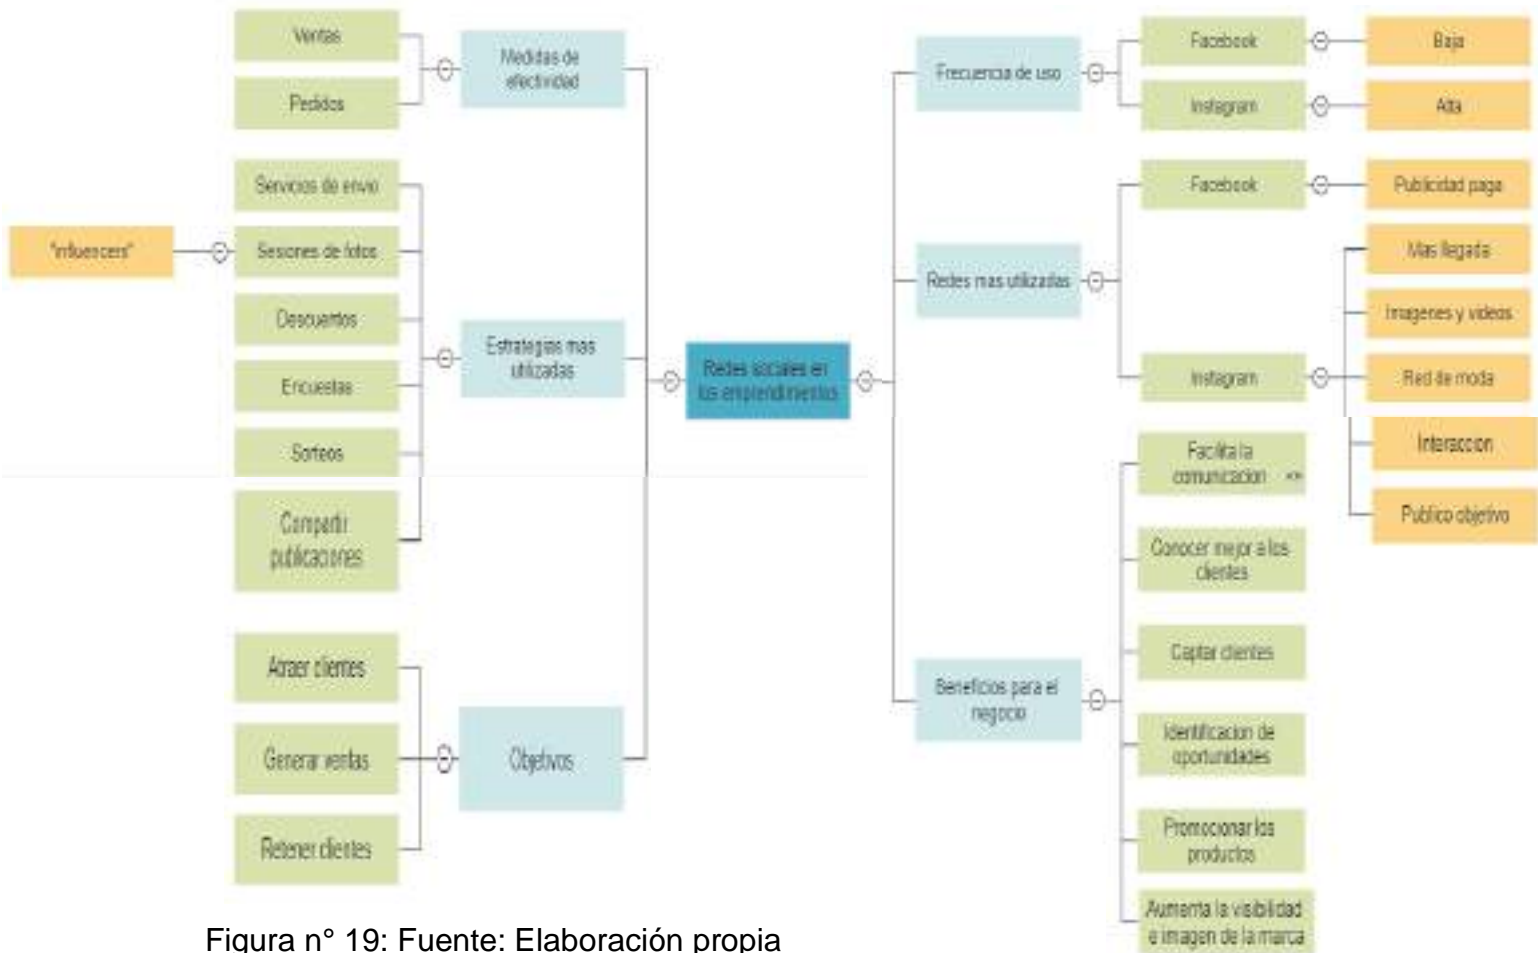 Ventas
Pedidos
Medidas de
efectividad
Servicios de envio
"influencers"
Sesiones de fotos
Descuentos
Encuestas
Sorteos
Compartir
publicaciones
Estrategias mas
utilizadas
Atraer clientes
Generar ventas
Retener clientes
Objetivos
Redes sociales en
los emprendimientos
Frecuencia de uso
Facebook
Baja
Instagram
Alta
Redes mas utilizadas
Facebook
Publicidad paga
Instagram
Mas llegada
Imagenes y videos
Red de moda
Interaccion
Publico objetivo
Beneficios para el
negocio
Facilita la
comunicacion
Conocer mejor a los
clientes
Captar clientes
Identificacion de
oportunidades
Promocionar los
productos
Aumenta la visibilidad
e imagen de la marca
Figura n° 19: Fuente: Elaboración propia